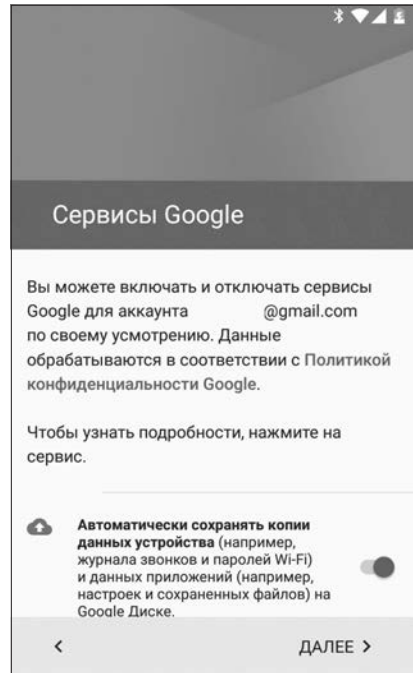 Сервисы Google
Вы можете включать и отключать сервисы
Google для аккаунта @gmail.com
по своему усмотрению. Данные
обрабатываются в соответствии с Политикой
конфиденциальности Google.
Чтобы узнать подробности, нажмите на
сервис.
Автоматически сохранять копии
данных устройства (например,
журнала звонков и паролей Wi-Fi)
и данных приложений (например,
настроек и сохраненных файлов) на
Google Диске.
ДАЛЕЕ